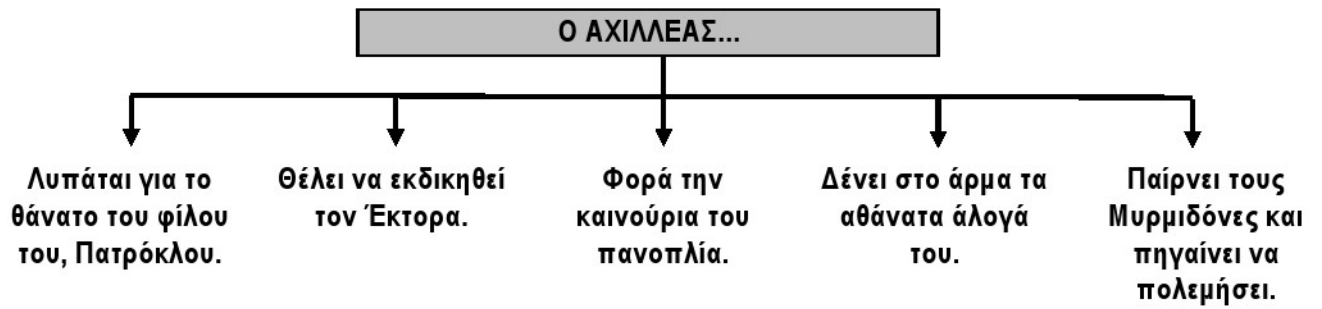 Ο ΑΧΙΛΛΕΑΣ...
Λυπάται για το
θάνατο του φίλου
του, Πατρόκλου.
Θέλει να εκδικηθεί
τον Έκτορα.
Φορά την
καινούρια του
πανοπλία.
Δένει στο άρμα τα
αθάνατα άλογά
του.
Παίρνει τους
Μυρμιδόνες και
πηγαίνει να
πολεμήσει.